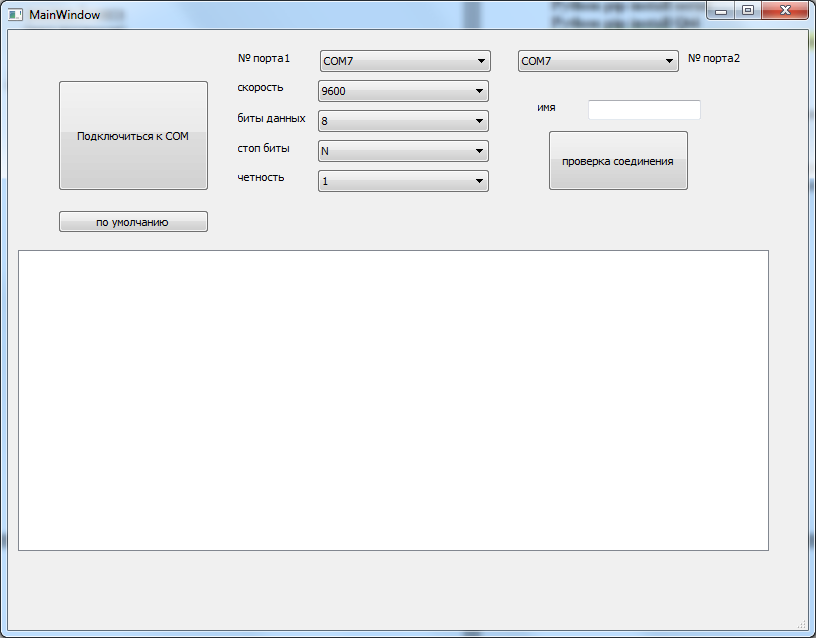 MainWindow
№ порта1
COM7
COM7
№ порта2
скорость
9600
имя
биты данных
8
Подключиться к COM
стоп биты
N
проверка соединения
четность
1
по умолчанию